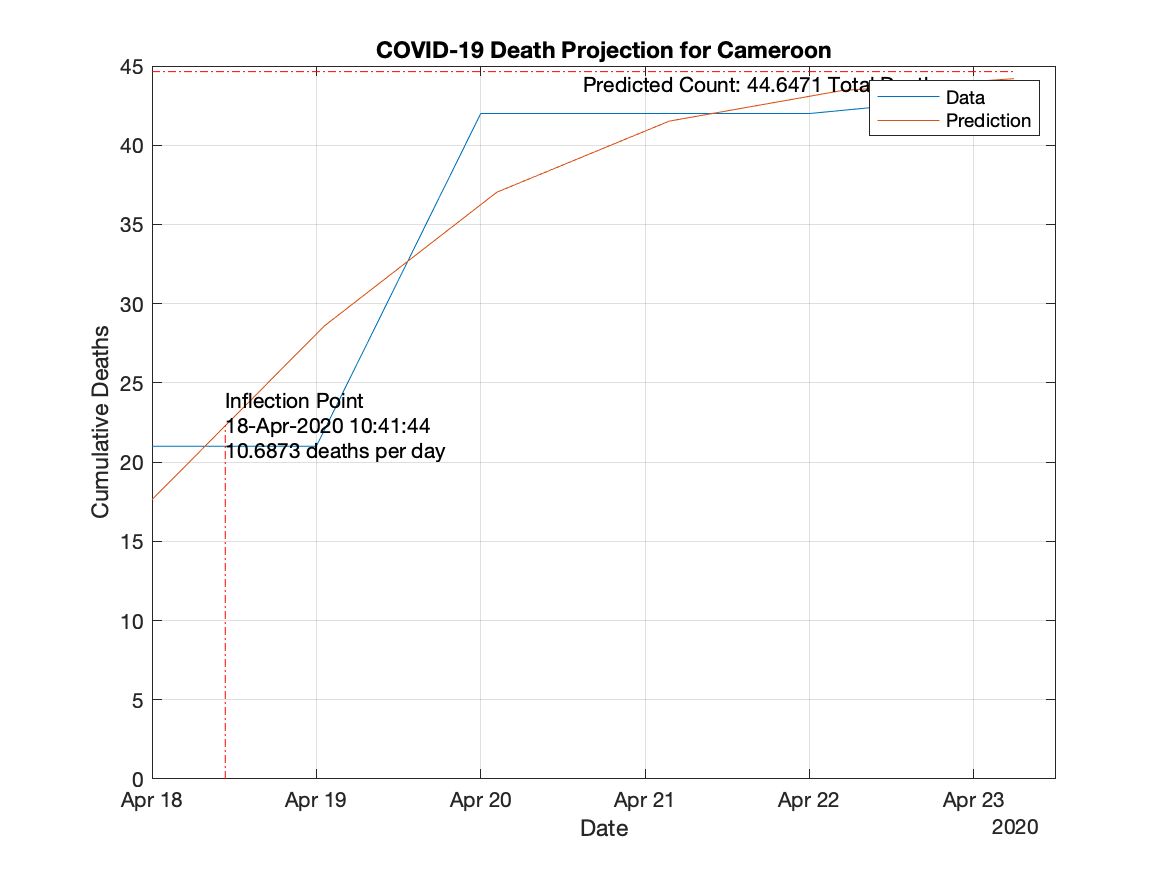 COVID-19 Death Projection for Cameroon
45
Predicted Count: 44.6471 Total
Data
Prediction
40
35
30
25
Inflection Point
18-Apr-2020 10:41:44
10.6873 deaths per day
20
15
10
5
0
Cumulative Deaths
Apr 18
Apr 19
Apr 20
Apr 21
Apr 22
Apr 23
Date
2020